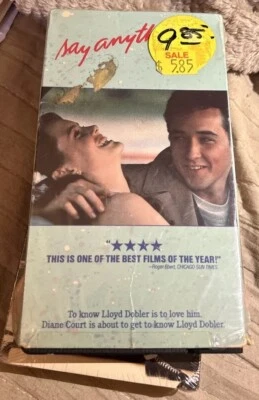 say anyth
9.85
SALE
$ 5.85
"★★★★
THIS IS ONE OF THE BEST FILMS OF THE YEAR!"
—Roger Ebert, CHICAGO SUN TIMES
To know Lloyd Dobler is to love him.
Diane Court is about to get to know Lloyd Dobler.